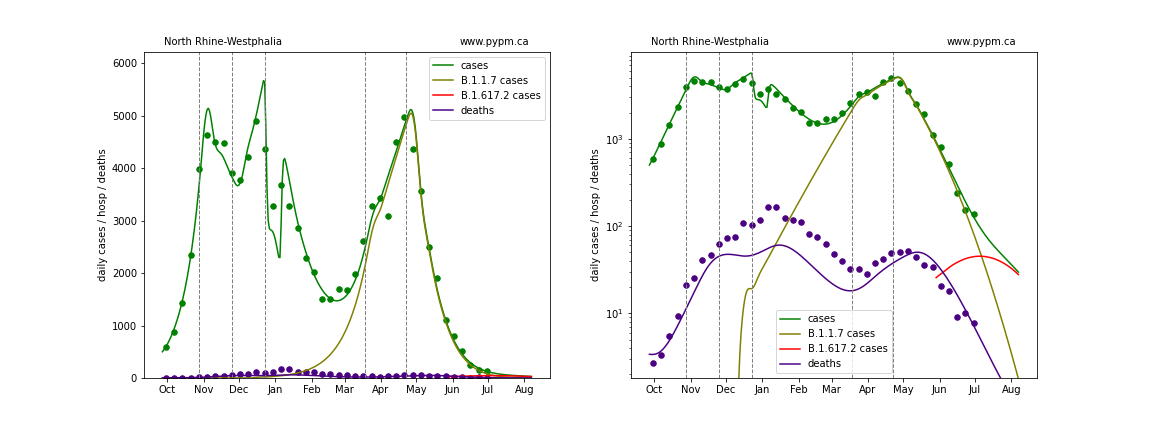 North Rhine-Westphalia www.pypm.ca
6000
5000
4000
3000
2000
1000
0
daily cases / hosp / deaths
cases
B.1.1.7 cases
B.1.617.2 cases
deaths
Oct Nov Dec Jan Feb Mar Apr May Jun Jul Aug
North Rhine-Westphalia www.pypm.ca
10³
10²
10¹
daily cases / hosp / deaths
cases
B.1.1.7 cases
B.1.617.2 cases
deaths
Oct Nov Dec Jan Feb Mar Apr May Jun Jul Aug